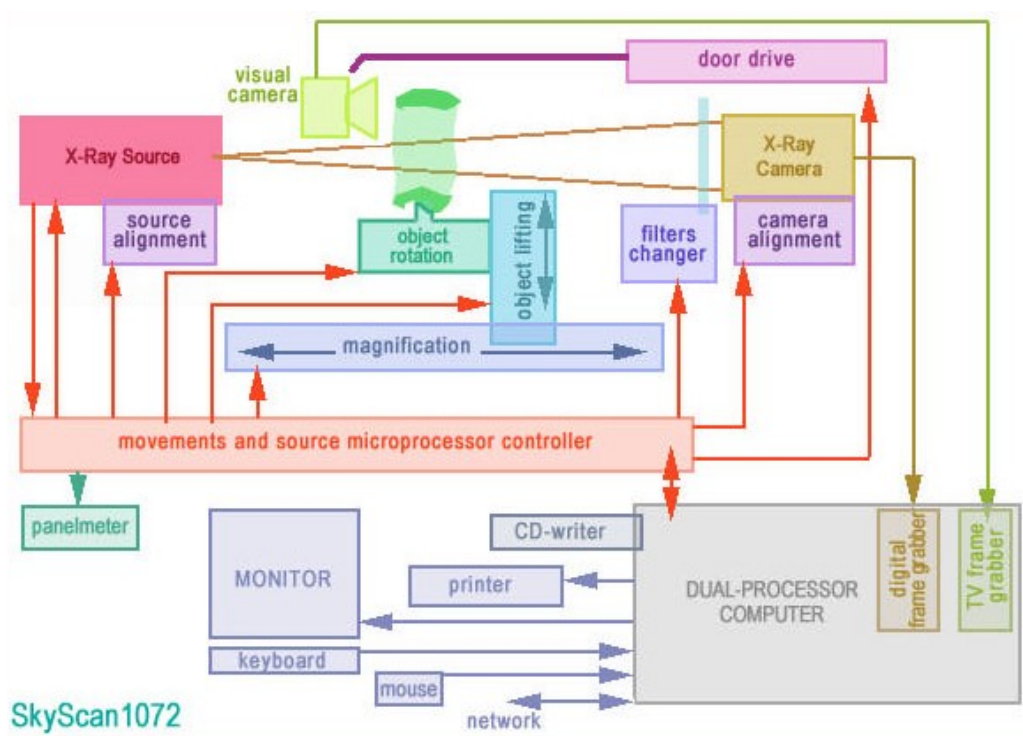 door drive
visual
camera
X-Ray Source
X-Ray
Camera
source
alignment
object
rotation
object lifting
filters
changer
camera
alignment
magnification
movements and source microprocessor controller
panelmeter
MONITOR
CD-writer
printer
keyboard
mouse
network
DUAL-PROCESSOR
COMPUTER
digital
frame grabber
TV frame
grabber
SkyScan1072